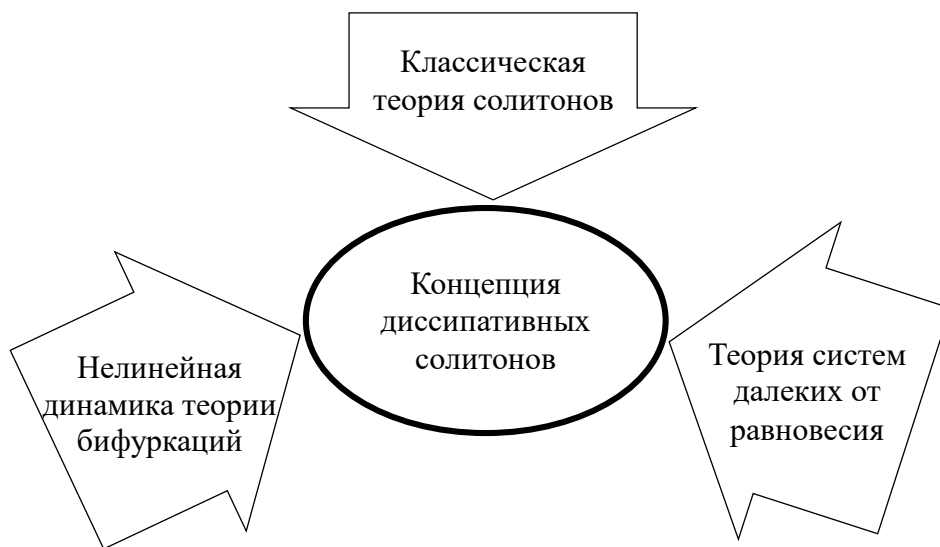 Классическая
теория солитонов
Концепция
диссипативных
солитонов
Нелинейная
динамика теории
бифуркаций
Теория систем
далеких от
равновесия